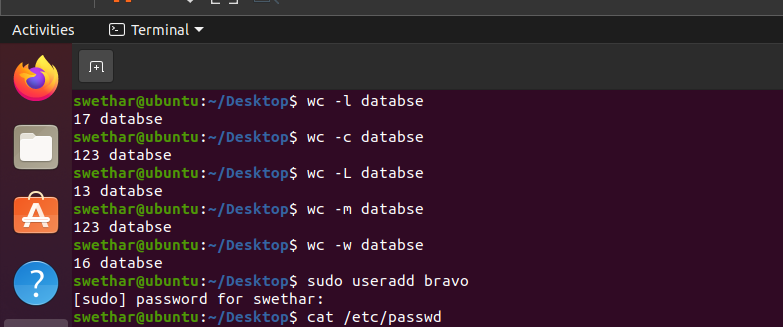 Activities Terminal
swethar@ubuntu:~/Desktop$ wc -l databse
17 databse
swethar@ubuntu:~/Desktop$ wc -c databse
123 databse
swethar@ubuntu:~/Desktop$ wc -L databse
13 databse
swethar@ubuntu:~/Desktop$ wc -m databse
123 databse
swethar@ubuntu:~/Desktop$ wc -w databse
16 databse
swethar@ubuntu:~/Desktop$ sudo useradd bravo
[sudo] password for swethar:
swethar@ubuntu:~/Desktop$ cat /etc/passwd